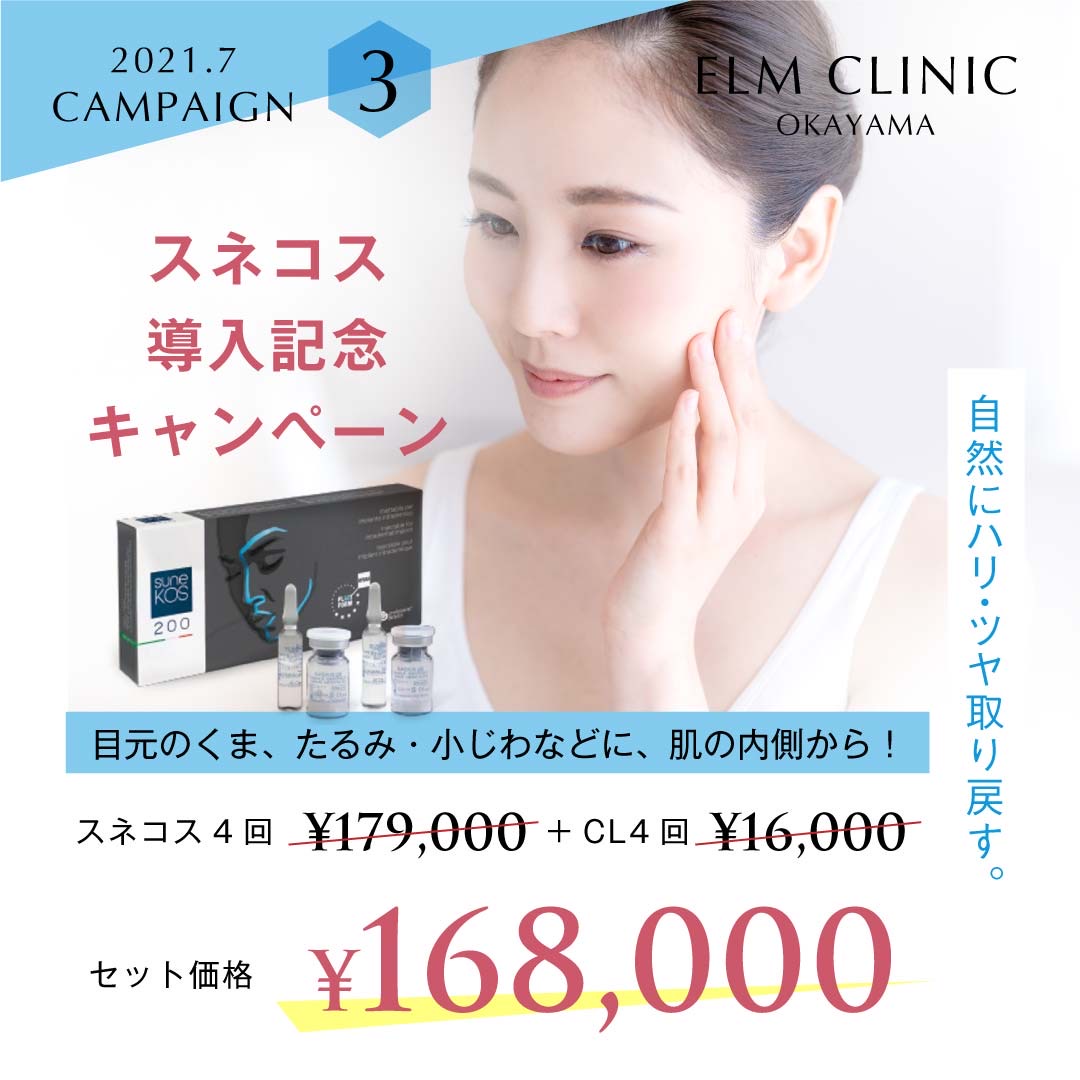 2021.7
CAMPAIGN
3
ELM CLINIC
OKAYAMA
スネコス
導入記念
キャンペーン
自然にハリ・ツヤ取り戻す。
sune
KOS
200
目元のくま、たるみ・小じわなどに、肌の内側から！
スネコス4回 ¥179,000 ＋CL4回 ¥16,000
セット価格 ¥168,000